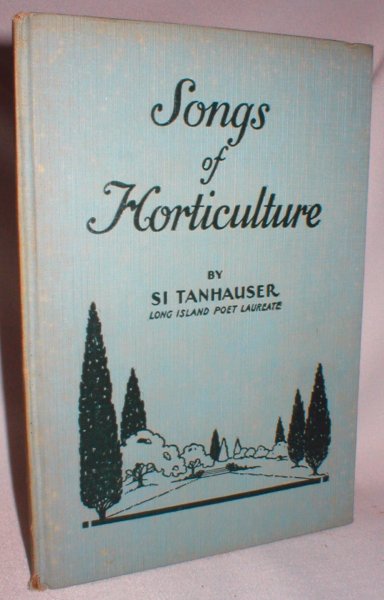 Songs
of
Horticulture
BY
SI TANHAUSER
LONG ISLAND POET LAUREATE